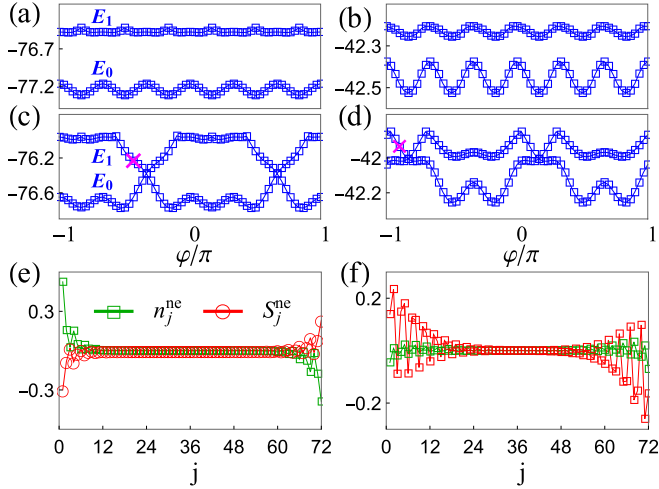 (a)
E₁
−76.7
E₀
−77.2
(b)
−42.3
−42.5
(c)
−76.2
E₁
E₀
−76.6
−1 0 1
φ/π
(d)
−42
−42.2
−1 0 1
φ/π
(e)
0.3
−0.3
n_j^ne S_j^ne
1 12 24 36 48 60 72
j
(f)
0.2
−0.2
1 12 24 36 48 60 72
j